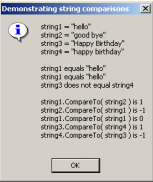 Demonstrating string comparisons
string1 = "hello"
string2 = "good bye"
string3 = "Happy Birthday"
string4 = "happy birthday"
string1 equals "hello"
string1 equals "hello"
string3 does not equal string4
string1.CompareTo( string2 ) is 1
string2.CompareTo( string1 ) is -1
string1.CompareTo( string1 ) is 0
string3.CompareTo( string4 ) is 1
string4.CompareTo( string3 ) is -1
OK